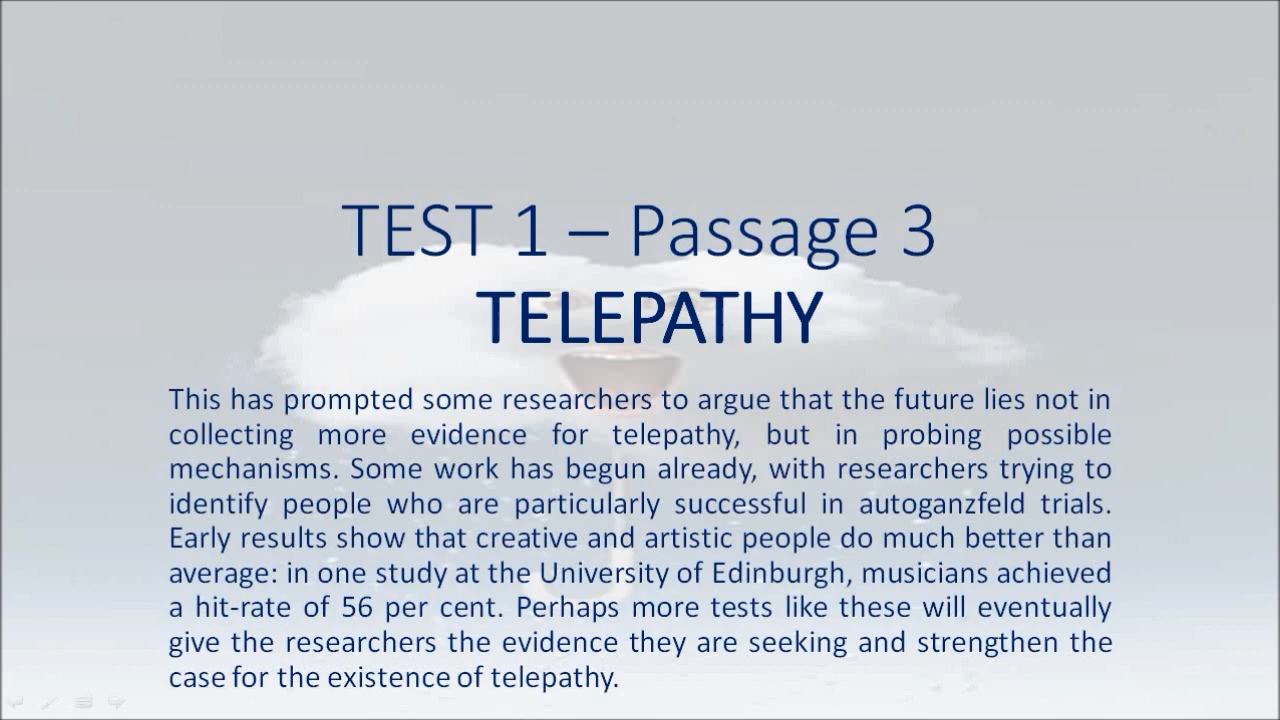 TEST 1 – Passage 3
TELEPATHY
This has prompted some researchers to argue that the future lies not in
collecting more evidence for telepathy, but in probing possible
mechanisms. Some work has begun already, with researchers trying to
identify people who are particularly successful in autoganzfeld trials.
Early results show that creative and artistic people do much better than
average: in one study at the University of Edinburgh, musicians achieved
a hit-rate of 56 per cent. Perhaps more tests like these will eventually
give the researchers the evidence they are seeking and strengthen the
case for the existence of telepathy.